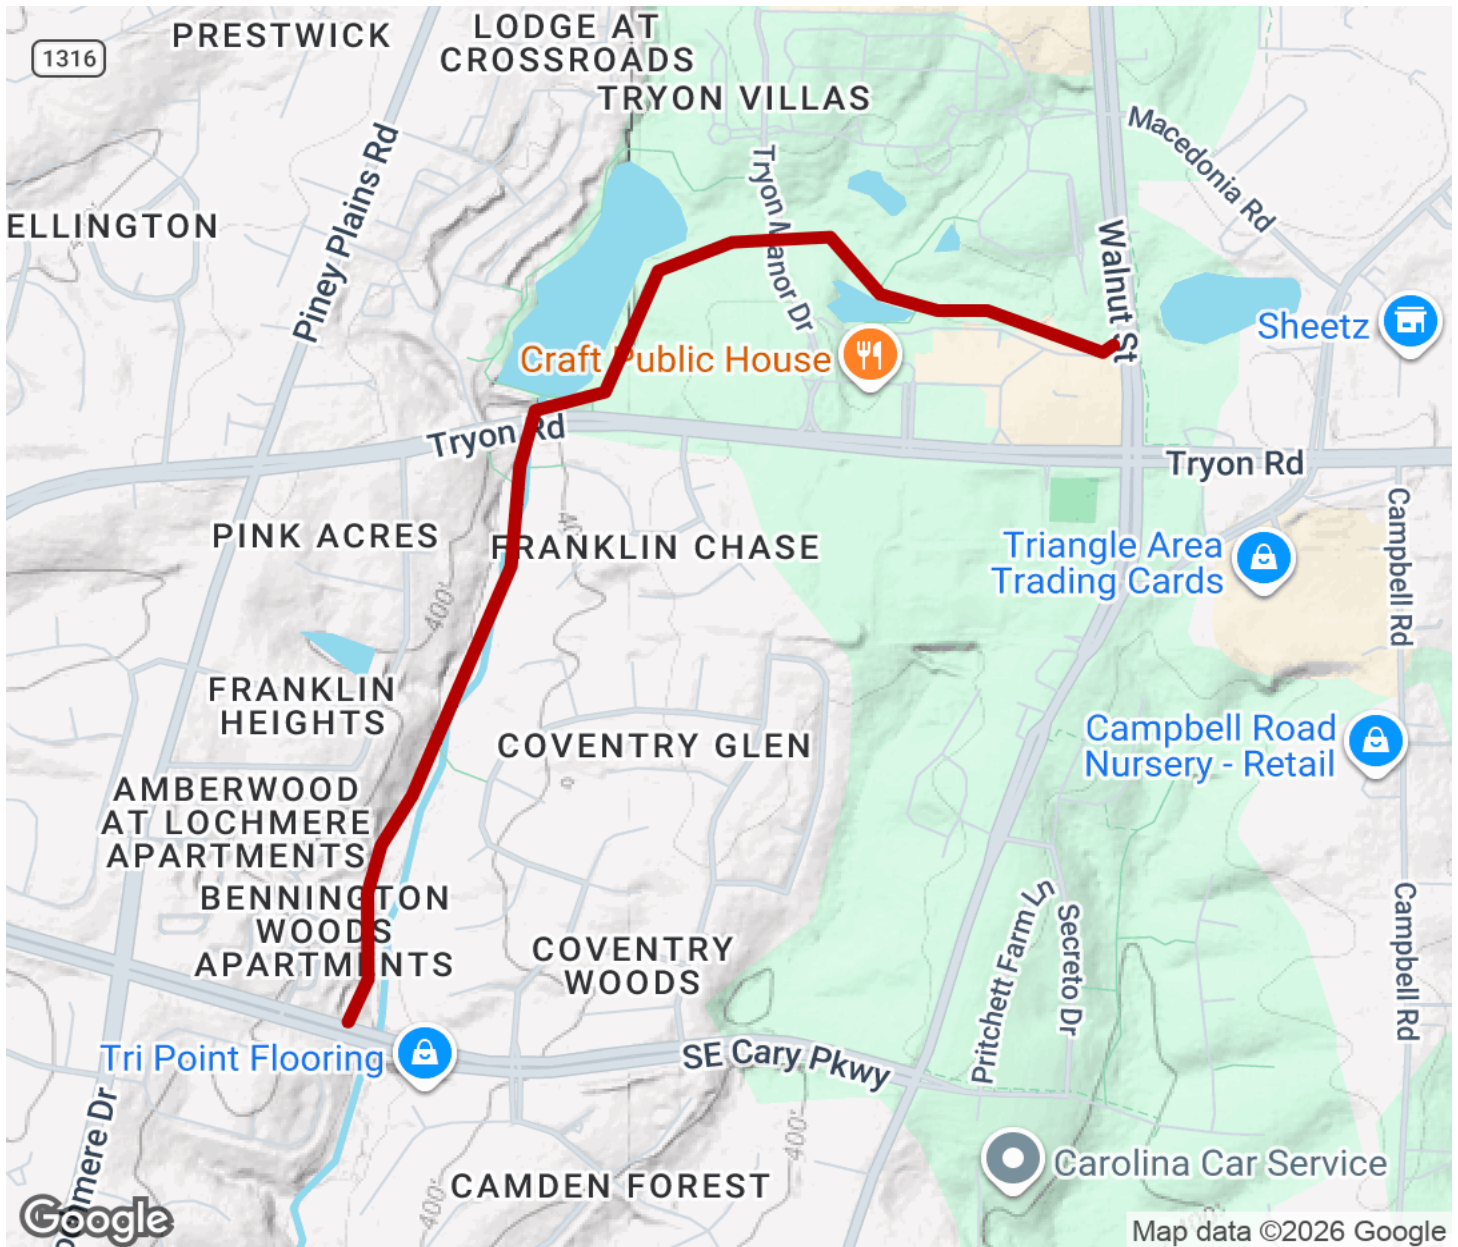 PRESTWICK
LODGE AT
CROSSROADS
1316
TRYON VILLAS
Macedonia Rd
Piney Plains Rd
Tryon Manor Dr
ELLINGTON
Walnut St
Sheetz
Craft Public House
Tryon Rd
Tryon Rd
PINK ACRES
400'
FRANKLIN CHASE
Triangle Area
Trading Cards
Campbell Rd
400'
FRANKLIN
HEIGHTS
COVENTRY GLEN
Campbell Road
Nursery - Retail
AMBERWOOD
AT LOCHMERE
APARTMENTS
BENNINGTON
WOODS
APARTMENTS
COVENTRY
WOODS
Pritchett Farm Ln
Secreto Dr
Campbell Rd
Tri Point Flooring
SE Cary Pkwy
400'
Carolina Car Service
CAMDEN FOREST
400'
Google
Map data ©2026 Google